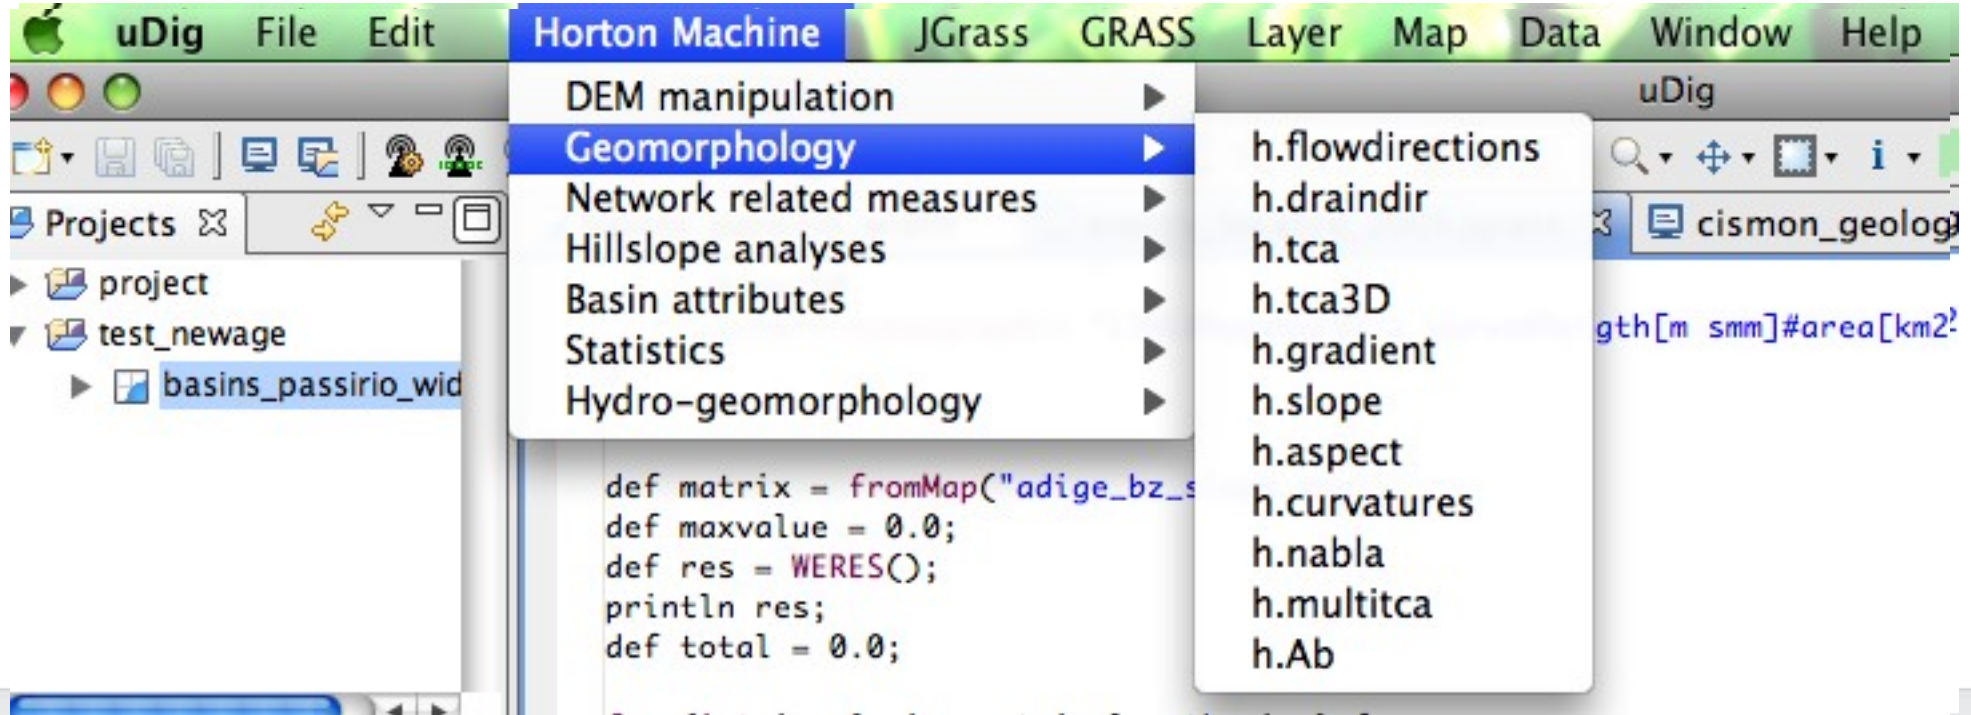 uDig File Edit Horton Machine JGrass GRASS Layer Map Data Window Help
uDig
DEM manipulation
Geomorphology
Network related measures
Hillslope analyses
Basin attributes
Statistics
Hydro-geomorphology
h.flowdirections
h.draindir
h.tca
h.tca3D
h.gradient
h.slope
h.aspect
h.curvatures
h.nabla
h.multitca
h.Ab
Projects
project
test_newage
basins_passirio_wid
cismon_geolog
gth[m smm]#area[km2
def matrix = fromMap("adige_bz_s
def maxvalue = 0.0;
def res = WERES();
println res;
def total = 0.0;